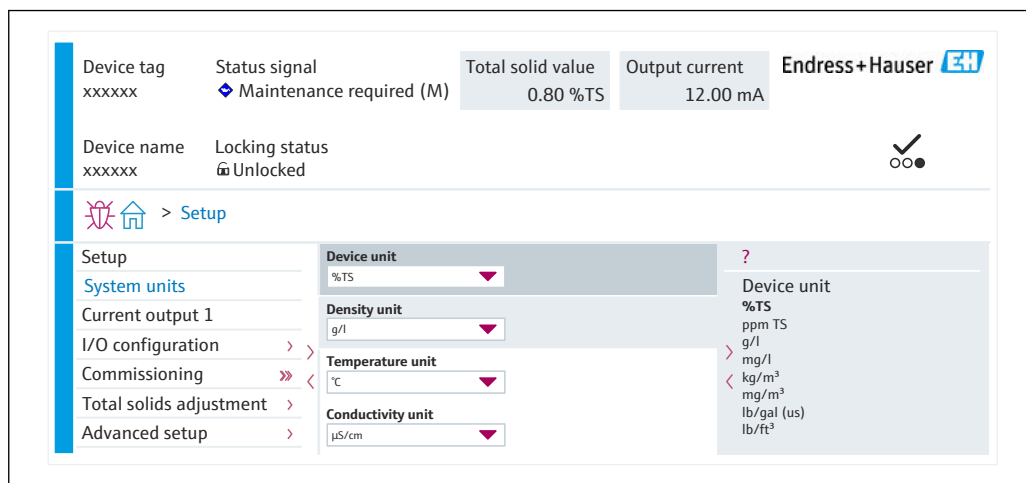 Device tag
xxxxxx
Status signal
Maintenance required (M)
Total solid value
0.80 %TS
Output current
12.00 mA
Endress+Hauser EH
Device name
xxxxxx
Locking status
Unlocked
> Setup
Setup
System units
Current output 1
I/O configuration >
Commissioning »
Total solids adjustment >
Advanced setup >
>
<
Device unit
%TS
Density unit
g/l
Temperature unit
°C
Conductivity unit
µS/cm
>
<
?
Device unit
%TS
ppm TS
g/l
mg/l
kg/m³
mg/m³
lb/gal (us)
lb/ft³